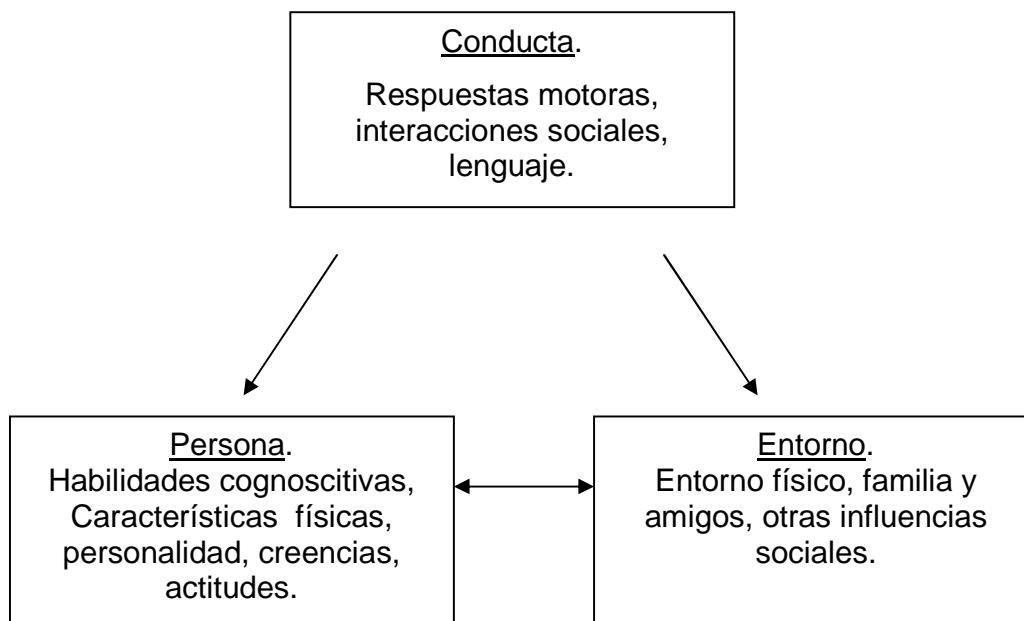 Conducta.
Respuestas motoras,
interacciones sociales,
lenguaje.
Persona.
Habilidades cognoscitivas,
Características  físicas,
personalidad, creencias,
actitudes.
Entorno.
Entorno físico, familia y
amigos, otras influencias
sociales.